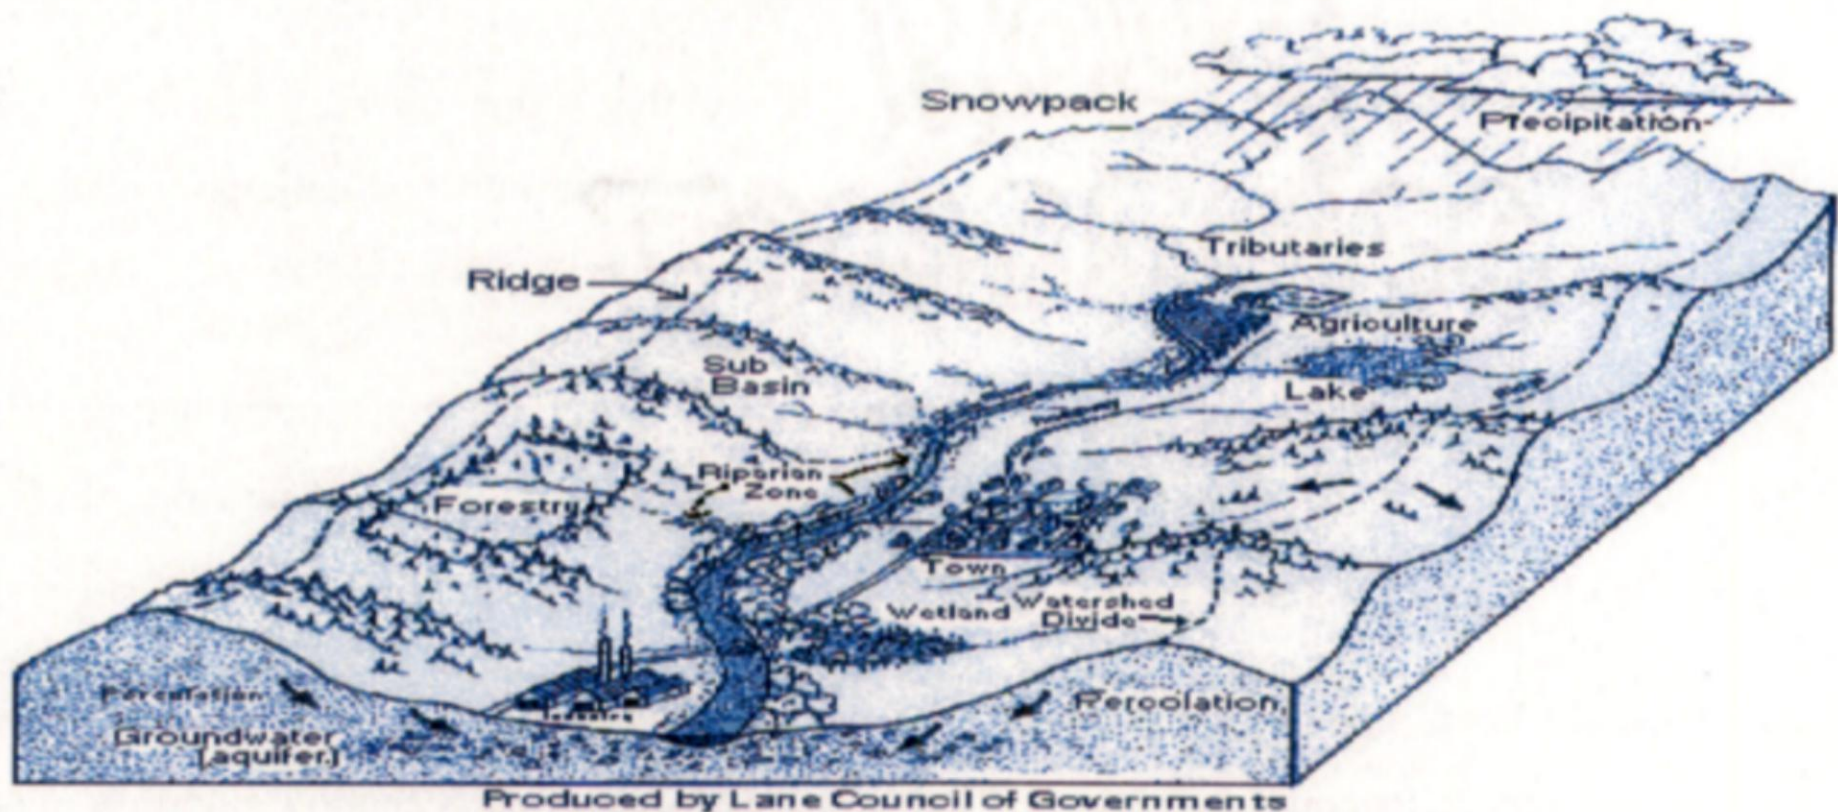 Snowpack
Precipitation
Tributaries
Ridge
Agriculture
Sub
Basin
Lake
Riparian
Zone
Forestry
Town
Wetland
Watershed
Divide
Percolation
Percolation
Industry
Groundwater
(aquifer)
Produced by Lane Council of Governments